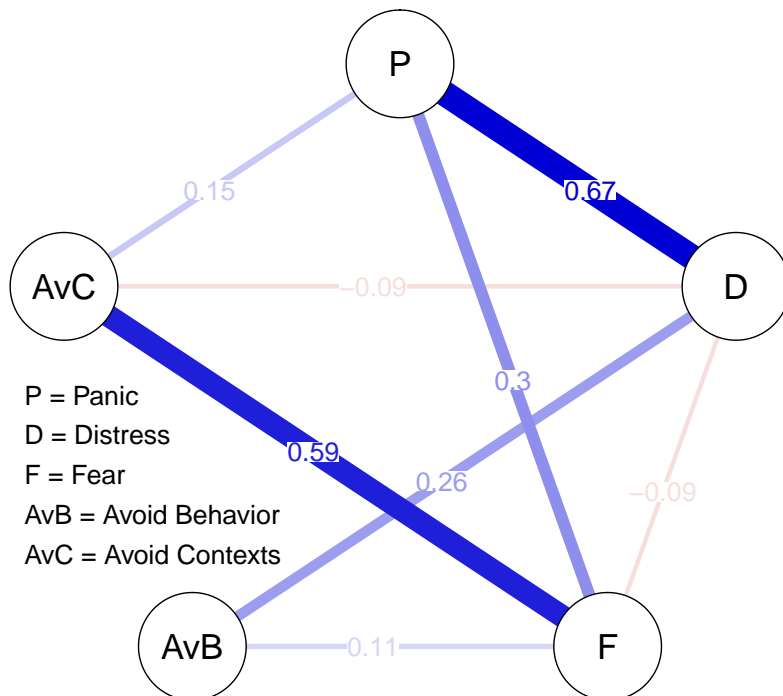 P
0.15
0.67
AvC
–0.09
D
0.3
P = Panic
D = Distress
0.59
F = Fear
0.26
–0.09
AvB = Avoid Behavior
AvC = Avoid Contexts
AvB
0.11
F